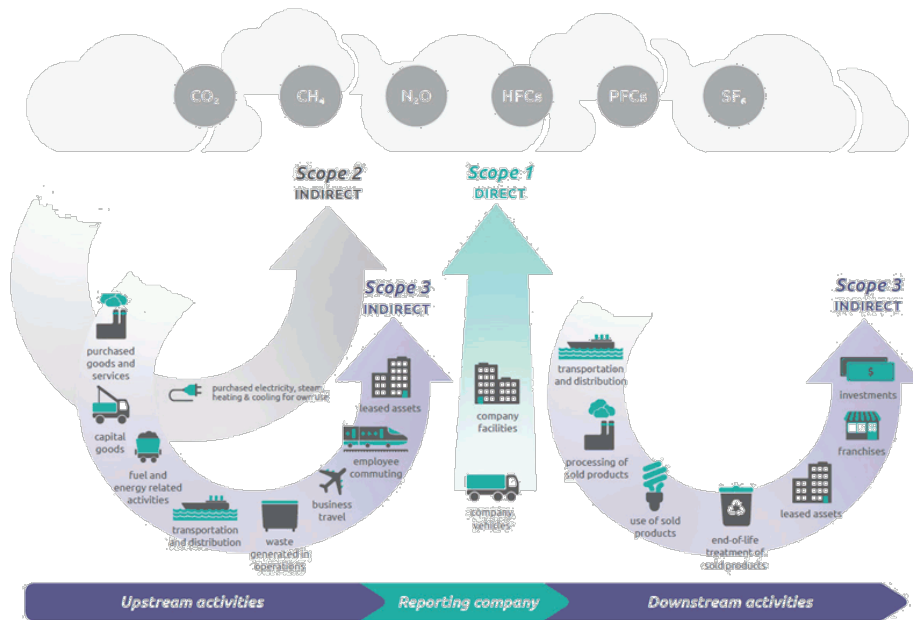 CO₂
CH₄
N₂O
HFCs
PFCs
SF₆
Scope 2
INDIRECT
Scope 1
DIRECT
Scope 3
INDIRECT
Scope 3
INDIRECT
purchased
goods and
services
capital
goods
fuel and
energy related
activities
transportation
and distribution
waste
generated in
operations
business
travel
employee
commuting
leased assets
purchased electricity, steam,
heating & cooling for own use
company
facilities
company
vehicles
transportation
and distribution
processing of
sold products
use of sold
products
end-of-life
treatment of
sold products
leased assets
franchises
investments
$
Upstream activities
Reporting company
Downstream activities